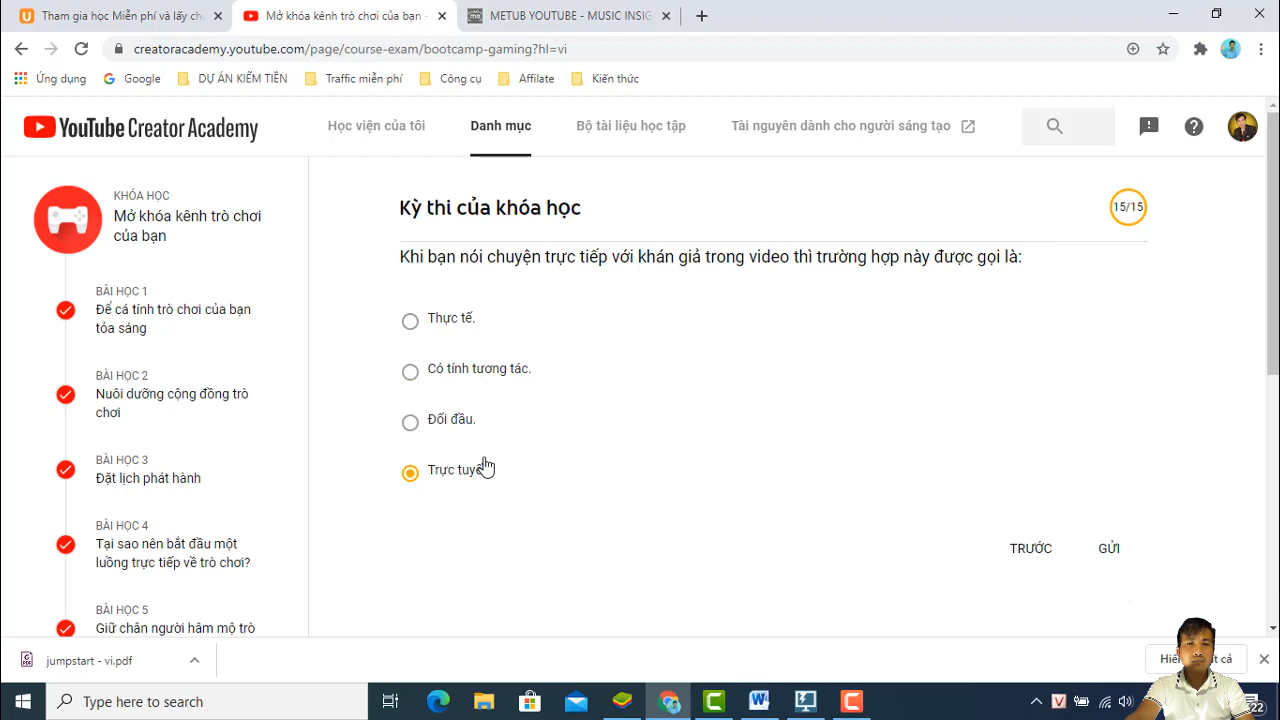 Tham gia học Miễn phí và lấy ch
Mở khóa kênh trò chơi của bạn -
METUB YOUTUBE - MUSIC INSIG
creatoracademy.youtube.com/page/course-exam/bootcamp-gaming?hl=vi
Ứng dụng
Google
DỰ ÁN KIẾM TIỀN
Traffic miễn phí
Công cụ
Affilate
Kiến thức
YouTube Creator Academy
Học viện của tôi
Danh mục
Bộ tài liệu học tập
Tài nguyên dành cho người sáng tạo
KHÓA HỌC
Mở khóa kênh trò chơi
của bạn
BÀI HỌC 1
Để cá tính trò chơi của bạn
tỏa sáng
BÀI HỌC 2
Nuôi dưỡng cộng đồng trò
chơi
BÀI HỌC 3
Đặt lịch phát hành
BÀI HỌC 4
Tại sao nên bắt đầu một
luồng trực tiếp về trò chơi?
BÀI HỌC 5
Giữ chân người hâm mộ trò
Kỳ thi của khóa học
15/15
Khi bạn nói chuyện trực tiếp với khán giả trong video thì trường hợp này được gọi là:
Thực tế.
Có tính tương tác.
Đối đầu.
Trực
TRƯỚC
GỬI
jumpstart - vi.pdf
cả
Type here to search
22